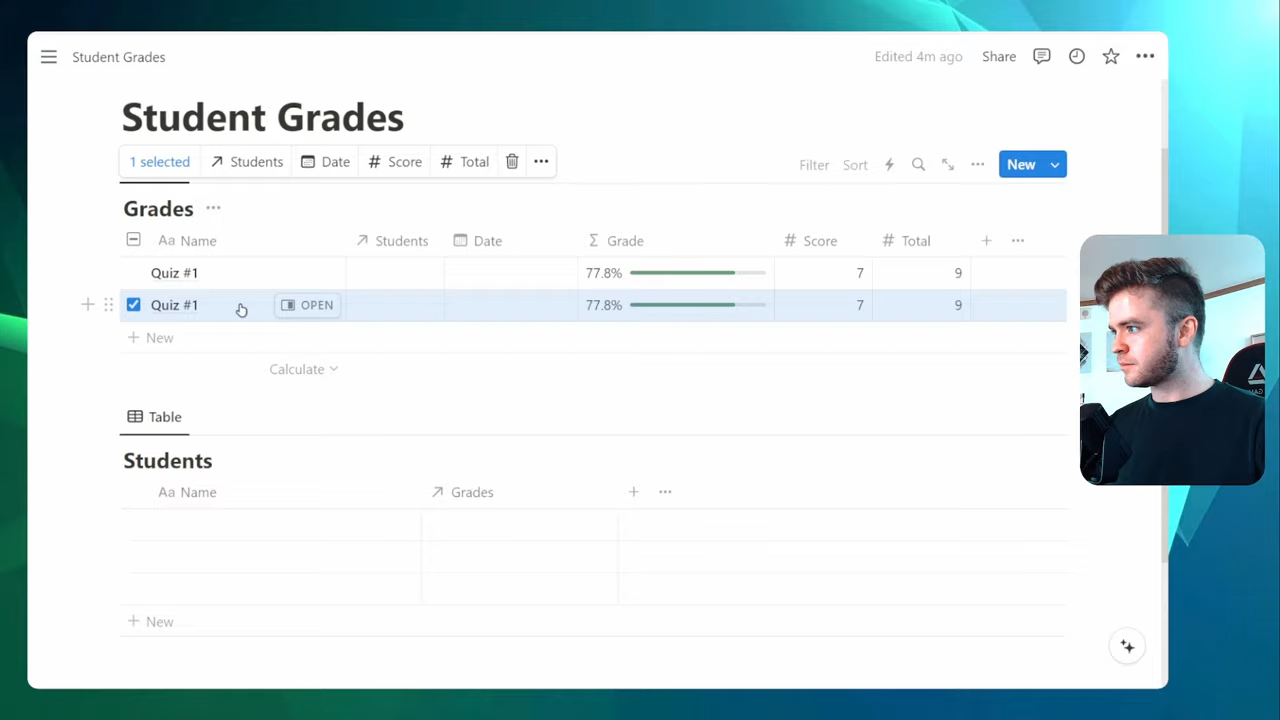 Student Grades
Edited 4m ago Share
Student Grades
1 selected Students Date Score Total
Filter Sort New
Grades
Aa Name Students Date Σ Grade # Score # Total
Quiz #1 77.8% 7 9
Quiz #1 OPEN 77.8% 7 9
+ New
Calculate
Table
Students
Aa Name Grades
+ New